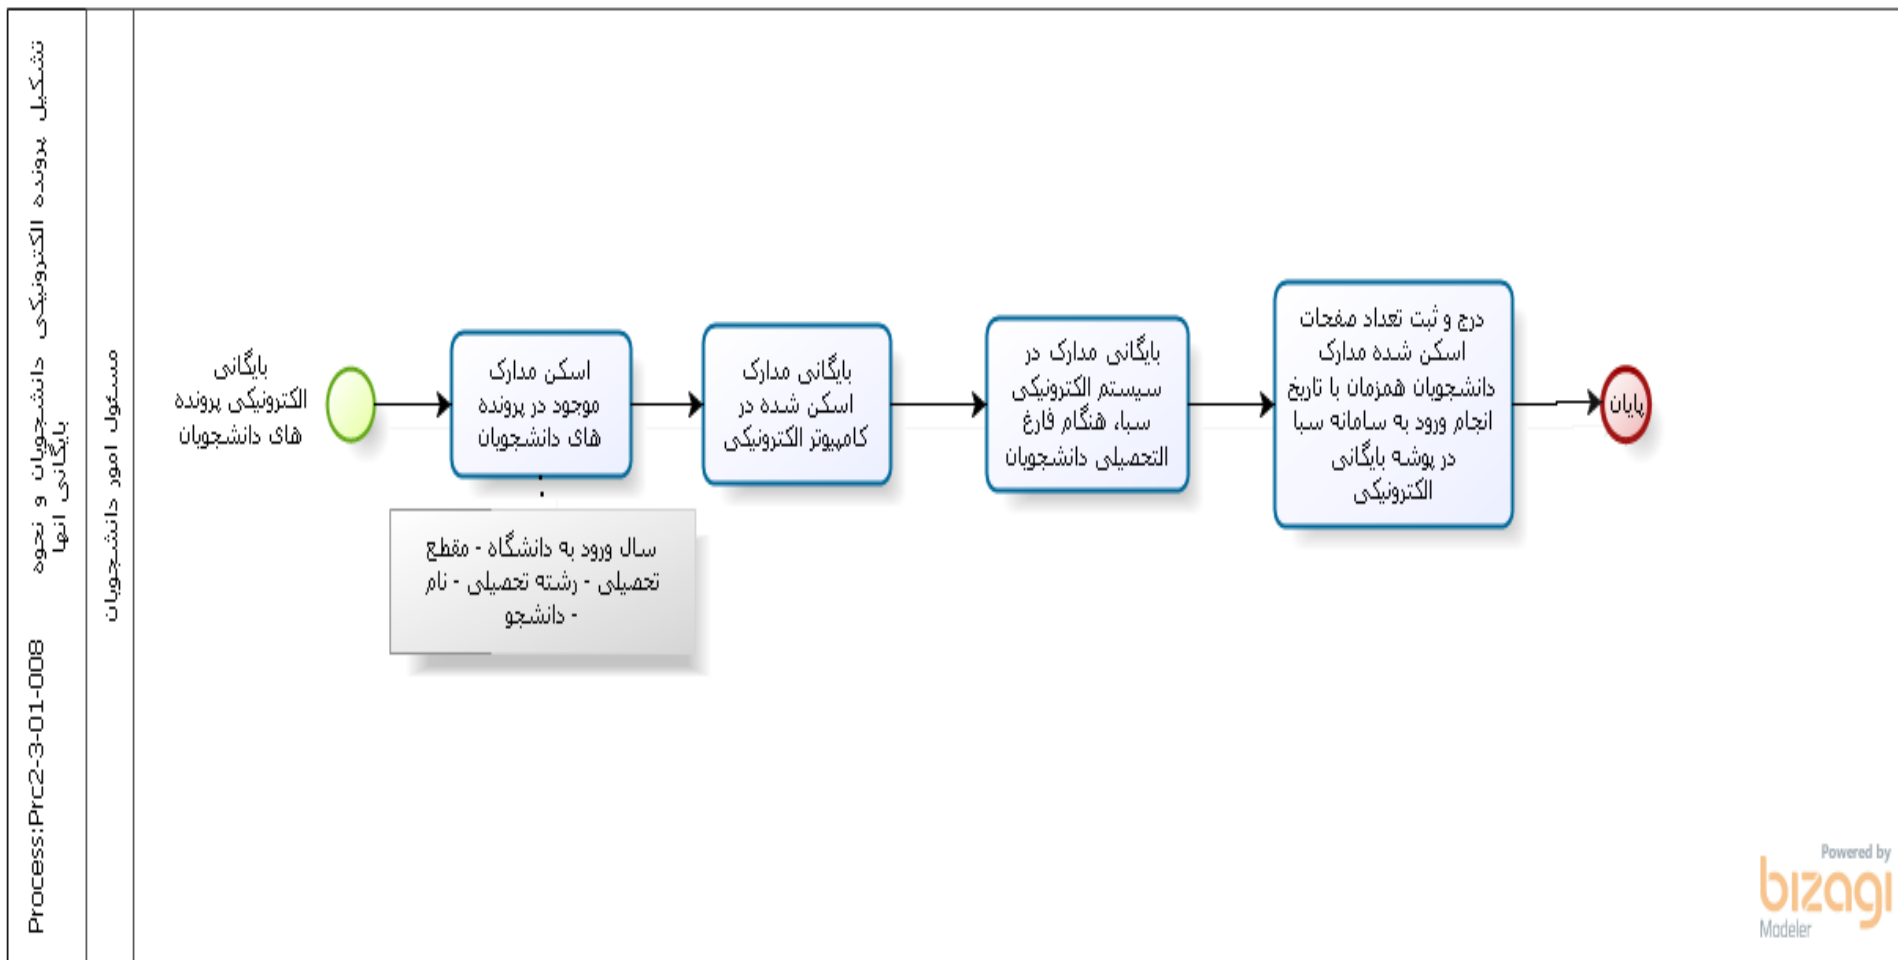 تشکیل پرونده الکترونیکی دانشجویان و نحوه
بایگانی انها
Process:Prc2-3-01-008
مسئول امور دانشجویان
بایگانی
الکترونیکی پرونده
های دانشجویان
اسکن مدارک
موجود در پرونده
های دانشجویان
سال ورود به دانشگاه - مقطع
تحصیلی - رشته تحصیلی - نام
دانشجو -
بایگانی مدارک
اسکن شده در
کامپیوتر الکترونیکی
بایگانی مدارک در
سیستم الکترونیکی
سبا، هنگام فارغ
التحصیلی دانشجویان
درج و ثبت تعداد صفحات
اسکن شده مدارک
دانشجویان همزمان با تاریخ
انجام ورود به سامانه سبا
در پوشه بایگانی
الکترونیکی
پایان
Powered by
bizagi
Modeler